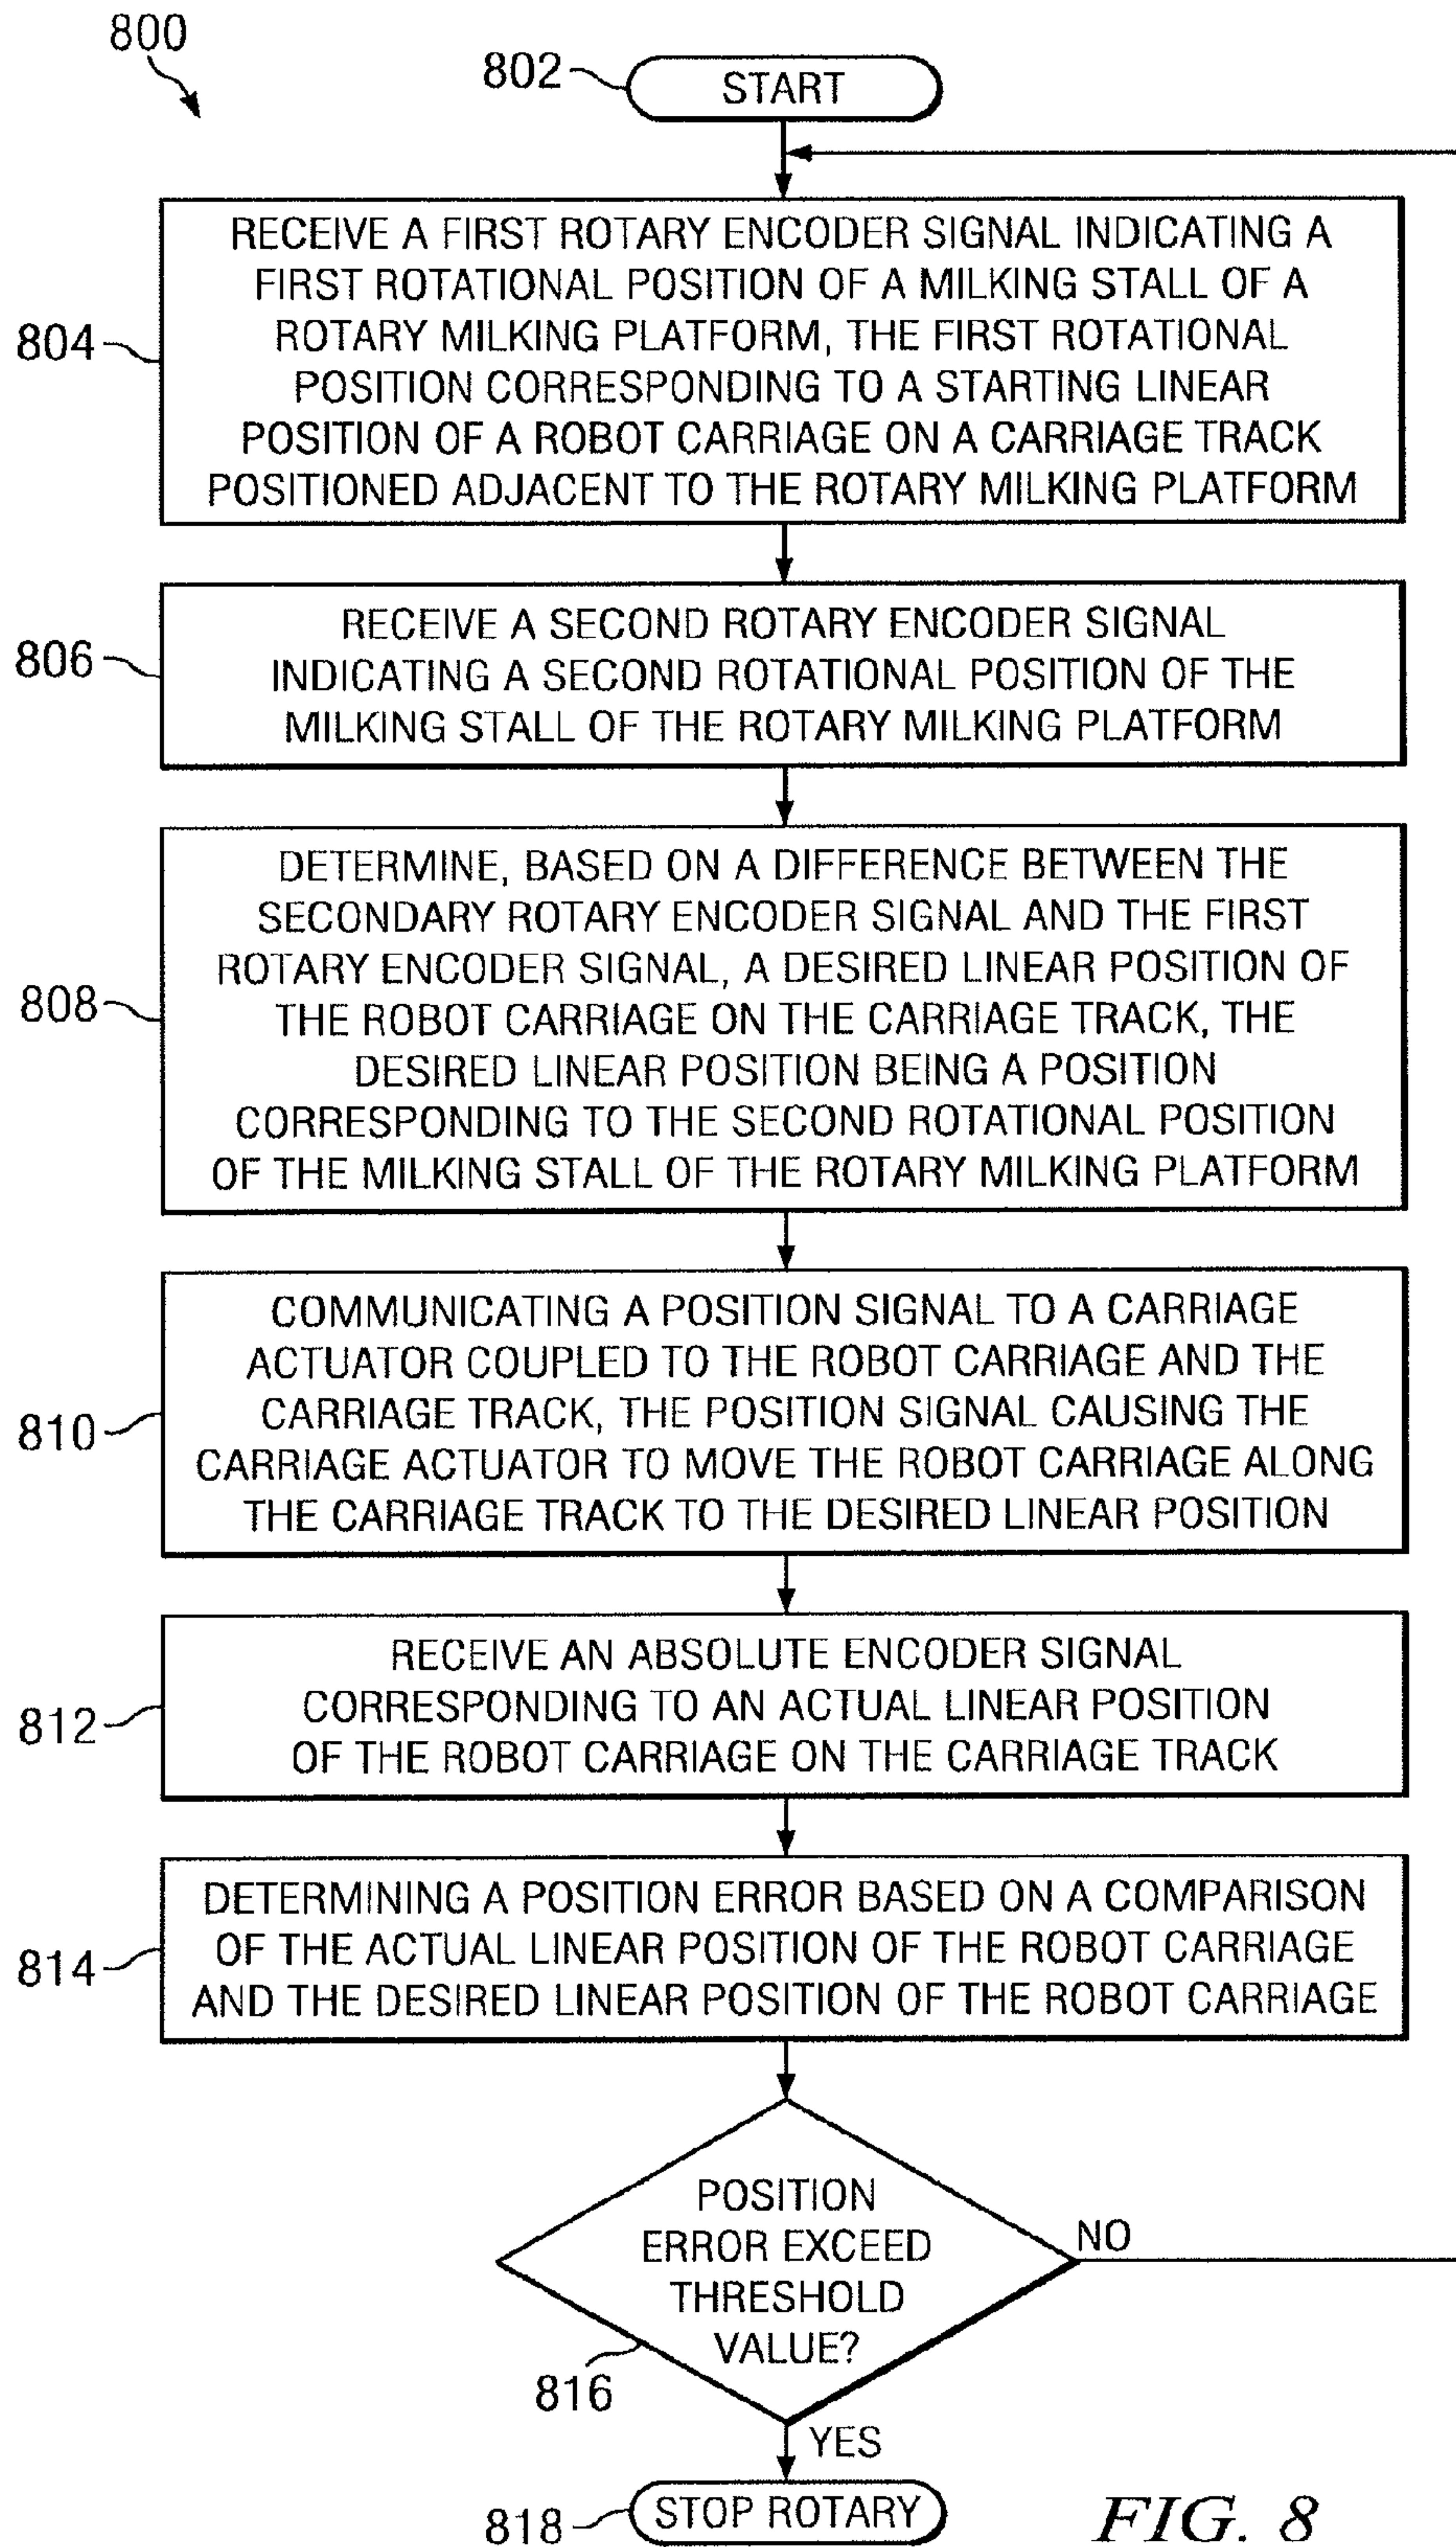 800
802
START
804
RECEIVE A FIRST ROTARY ENCODER SIGNAL INDICATING A
FIRST ROTATIONAL POSITION OF A MILKING STALL OF A
ROTARY MILKING PLATFORM, THE FIRST ROTATIONAL
POSITION CORRESPONDING TO A STARTING LINEAR
POSITION OF A ROBOT CARRIAGE ON A CARRIAGE TRACK
POSITIONED ADJACENT TO THE ROTARY MILKING PLATFORM
806
RECEIVE A SECOND ROTARY ENCODER SIGNAL
INDICATING A SECOND ROTATIONAL POSITION OF THE
MILKING STALL OF THE ROTARY MILKING PLATFORM
808
DETERMINE, BASED ON A DIFFERENCE BETWEEN THE
SECONDARY ROTARY ENCODER SIGNAL AND THE FIRST
ROTARY ENCODER SIGNAL, A DESIRED LINEAR POSITION OF
THE ROBOT CARRIAGE ON THE CARRIAGE TRACK, THE
DESIRED LINEAR POSITION BEING A POSITION
CORRESPONDING TO THE SECOND ROTATIONAL POSITION
OF THE MILKING STALL OF THE ROTARY MILKING PLATFORM
810
COMMUNICATING A POSITION SIGNAL TO A CARRIAGE
ACTUATOR COUPLED TO THE ROBOT CARRIAGE AND THE
CARRIAGE TRACK, THE POSITION SIGNAL CAUSING THE
CARRIAGE ACTUATOR TO MOVE THE ROBOT CARRIAGE ALONG
THE CARRIAGE TRACK TO THE DESIRED LINEAR POSITION
812
RECEIVE AN ABSOLUTE ENCODER SIGNAL
CORRESPONDING TO AN ACTUAL LINEAR POSITION
OF THE ROBOT CARRIAGE ON THE CARRIAGE TRACK
814
DETERMINING A POSITION ERROR BASED ON A COMPARISON
OF THE ACTUAL LINEAR POSITION OF THE ROBOT CARRIAGE
AND THE DESIRED LINEAR POSITION OF THE ROBOT CARRIAGE
POSITION
ERROR EXCEED
THRESHOLD
VALUE?
NO
816
YES
818
STOP ROTARY
FIG. 8